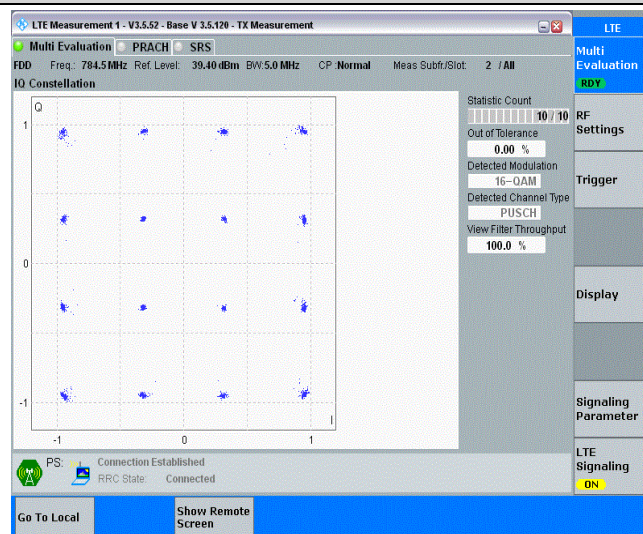 LTE Measurement 1 - V3.5.52 - Base V 3.5.120 - TX Measurement
LTE
Multi Evaluation PRACH SRS
FDD Freq.: 784.5 MHz Ref. Level: 39.40 dBm BW:5.0 MHz CP :Normal Meas Subfr./Slot: 2 / All
IQ Constellation
Multi
Evaluation
RDY
Q
1
0
-1
-1 0 1
I
Statistic Count
10 / 10
Out of Tolerance
0.00 %
Detected Modulation
16-QAM
Detected Channel Type
PUSCH
View Filter Throughput
100.0 %
RF
Settings
Trigger
Display
Signaling
Parameter
LTE
Signaling
ON
PS: Connection Established
RRC State: Connected
Go To Local
Show Remote
Screen